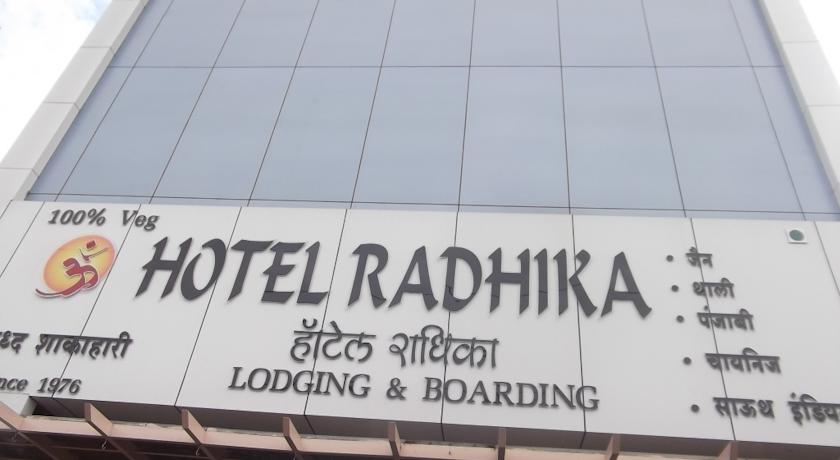 100% Veg
ॐ
HOTEL RADHIKA
हॉटेल राधिका
LODGING & BOARDING
ध्द शाकाहारी
nce 1976
• जैन
• थाली
• पंजाबी
• चायनिज
• साऊथ इंडिय